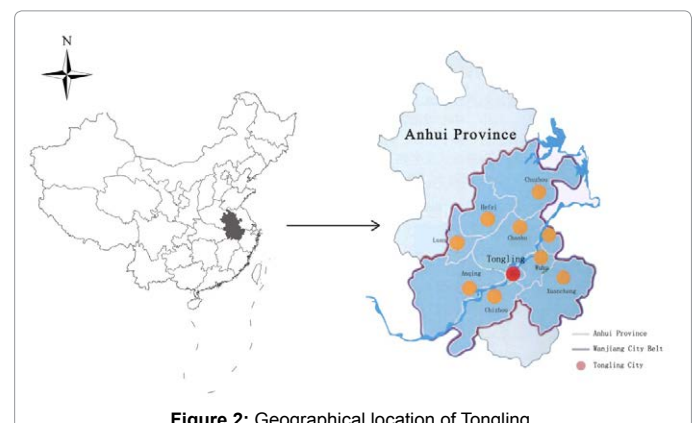 N
Anhui Province
Chuzhou
Hefei
Chaohu
Luan
Tongling
Wuhu
Anqing
Xuancheng
Chizhou
Anhui Province
Wanjiang City Belt
Tongling City
Figure 2: Geographical location of Tongling